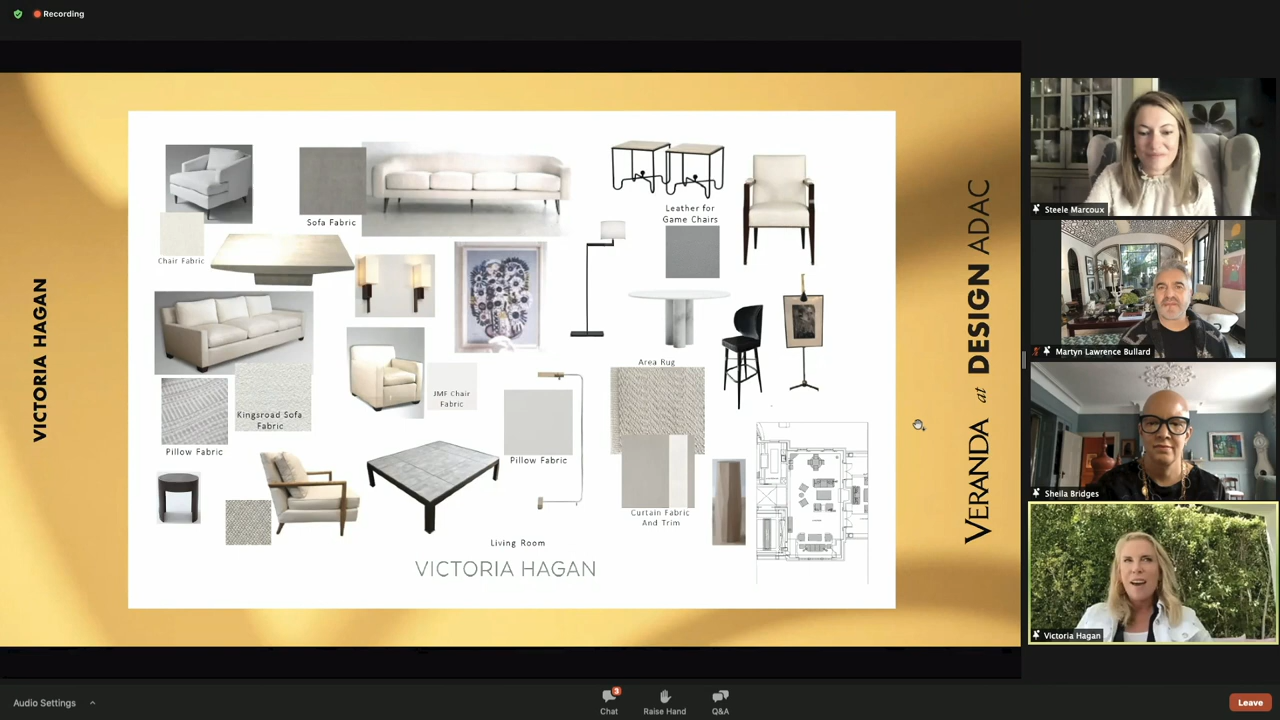 Recording
VICTORIA HAGAN
Sofa Fabric
Leather for
Game Chairs
Chair Fabric
Area Rug
JMF Chair
Fabric
Kingsroad Sofa
Fabric
Pillow Fabric
Pillow Fabric
Curtain Fabric
And Trim
Living Room
VICTORIA HAGAN
VERANDA at DESIGN ADAC
Steele Marcoux
Martyn Lawrence Bullard
Sheila Bridges
Victoria Hagan
Audio Settings
3
Chat
Raise Hand
Q&A
Leave